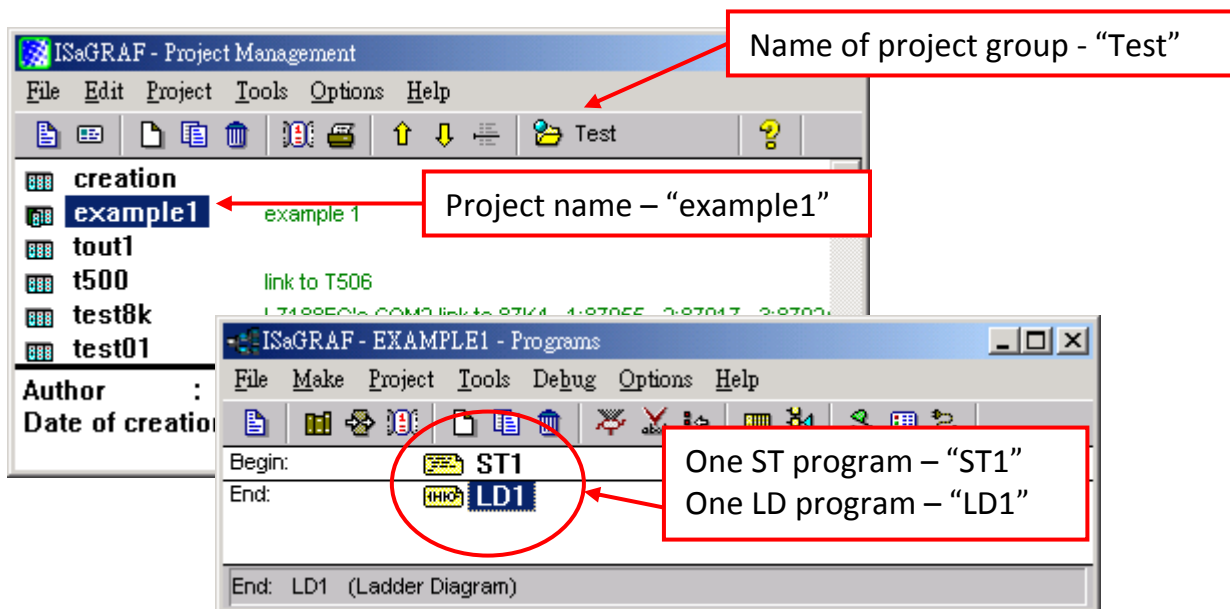 Name of project group - “Test”
ISaGRAF - Project Management
File Edit Project Tools Options Help
Test
creation
example1 example 1
Project name – “example1”
tout1
t500 link to T506
test8k link to 87K4
test01
Author :
Date of creation
ISaGRAF - EXAMPLE1 - Programs
File Make Project Tools Debug Options Help
Begin: ST1
End: LD1
One ST program – “ST1”
One LD program – “LD1”
End: LD1 (Ladder Diagram)